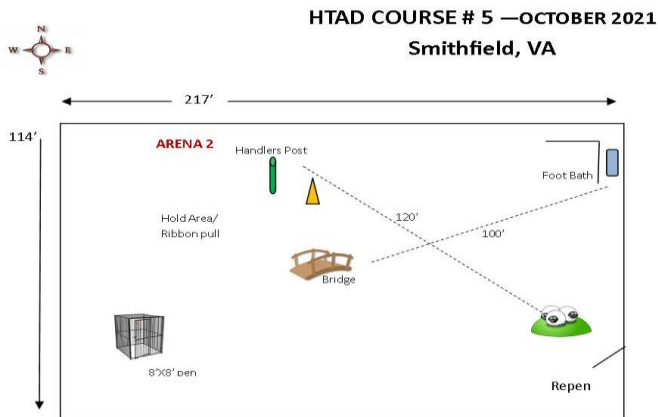 HTAD COURSE # 5 —OCTOBER 2021
Smithfield, VA
N
W E
S
217'
114'
ARENA 2
Handlers Post
Foot Bath
Hold Area/
Ribbon pull
120'
100'
Bridge
8'X8' pen
Repen